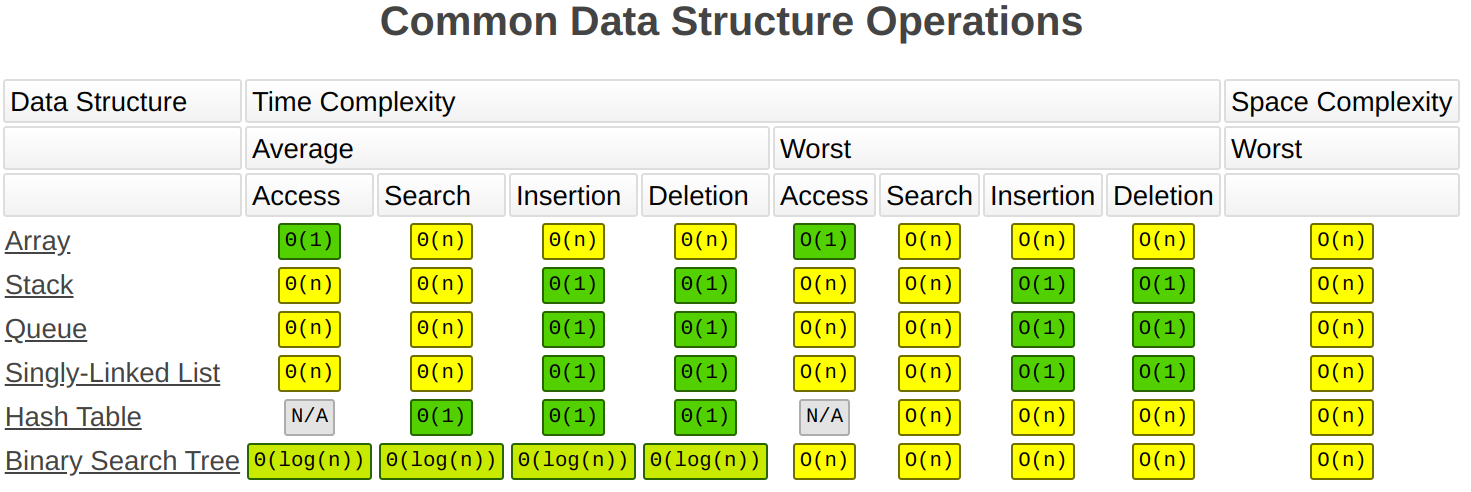 Common Data Structure Operations
Data Structure Time Complexity Space Complexity
Average Worst Worst
Access Search Insertion Deletion Access Search Insertion Deletion
Array Θ(1) Θ(n) Θ(n) Θ(n) O(1) O(n) O(n) O(n) O(n)
Stack Θ(n) Θ(n) Θ(1) Θ(1) O(n) O(n) O(1) O(1) O(n)
Queue Θ(n) Θ(n) Θ(1) Θ(1) O(n) O(n) O(1) O(1) O(n)
Singly-Linked List Θ(n) Θ(n) Θ(1) Θ(1) O(n) O(n) O(1) O(1) O(n)
Hash Table N/A Θ(1) Θ(1) Θ(1) N/A O(n) O(n) O(n) O(n)
Binary Search Tree Θ(log(n)) Θ(log(n)) Θ(log(n)) Θ(log(n)) O(n) O(n) O(n) O(n) O(n)